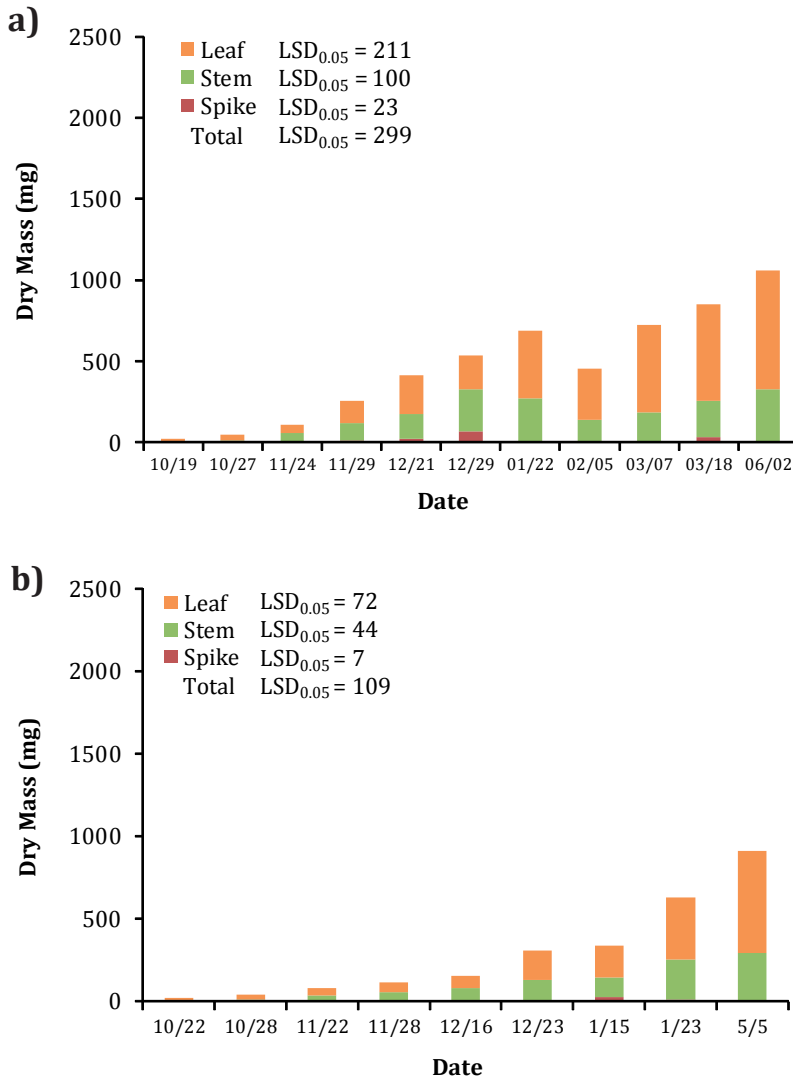 a)
2500
2000
1500
1000
500
0
Dry Mass (mg)
Leaf LSD0.05 = 211
Stem LSD0.05 = 100
Spike LSD0.05 = 23
Total LSD0.05 = 299
10/19 10/27 11/24 11/29 12/21 12/29 01/22 02/05 03/07 03/18 06/02
Date
b)
2500
2000
1500
1000
500
0
Dry Mass (mg)
Leaf LSD0.05 = 72
Stem LSD0.05 = 44
Spike LSD0.05 = 7
Total LSD0.05 = 109
10/22 10/28 11/22 11/28 12/16 12/23 1/15 1/23 5/5
Date